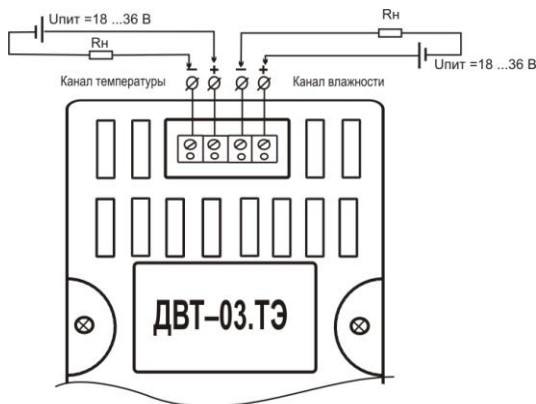 Uпит =18 ...36 В
Rн
Rн
Uпит =18 ...36 В
– + – +
Канал температуры
Канал влажности
ДВТ–03.ТЭ